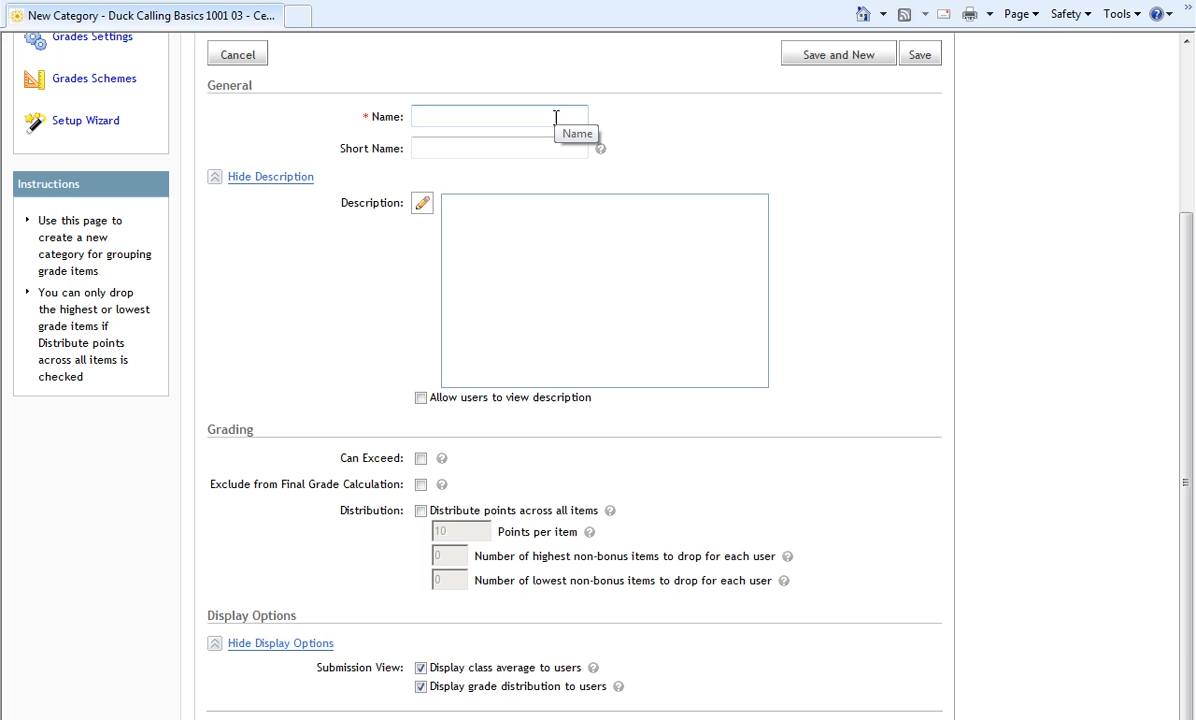 New Category - Duck Calling Basics 1001 03 - Ce...
Page
Safety
Tools
Grades Settings
Grades Schemes
Setup Wizard
Instructions
Use this page to
create a new
category for grouping
grade items
You can only drop
the highest or lowest
grade items if
Distribute points
across all items is
checked
Cancel
Save and New
Save
General
* Name:
Name
Short Name:
Hide Description
Description:
Allow users to view description
Grading
Can Exceed:
Exclude from Final Grade Calculation:
Distribution: Distribute points across all items
10 Points per item
0 Number of highest non-bonus items to drop for each user
0 Number of lowest non-bonus items to drop for each user
Display Options
Hide Display Options
Submission View: Display class average to users
Display grade distribution to users